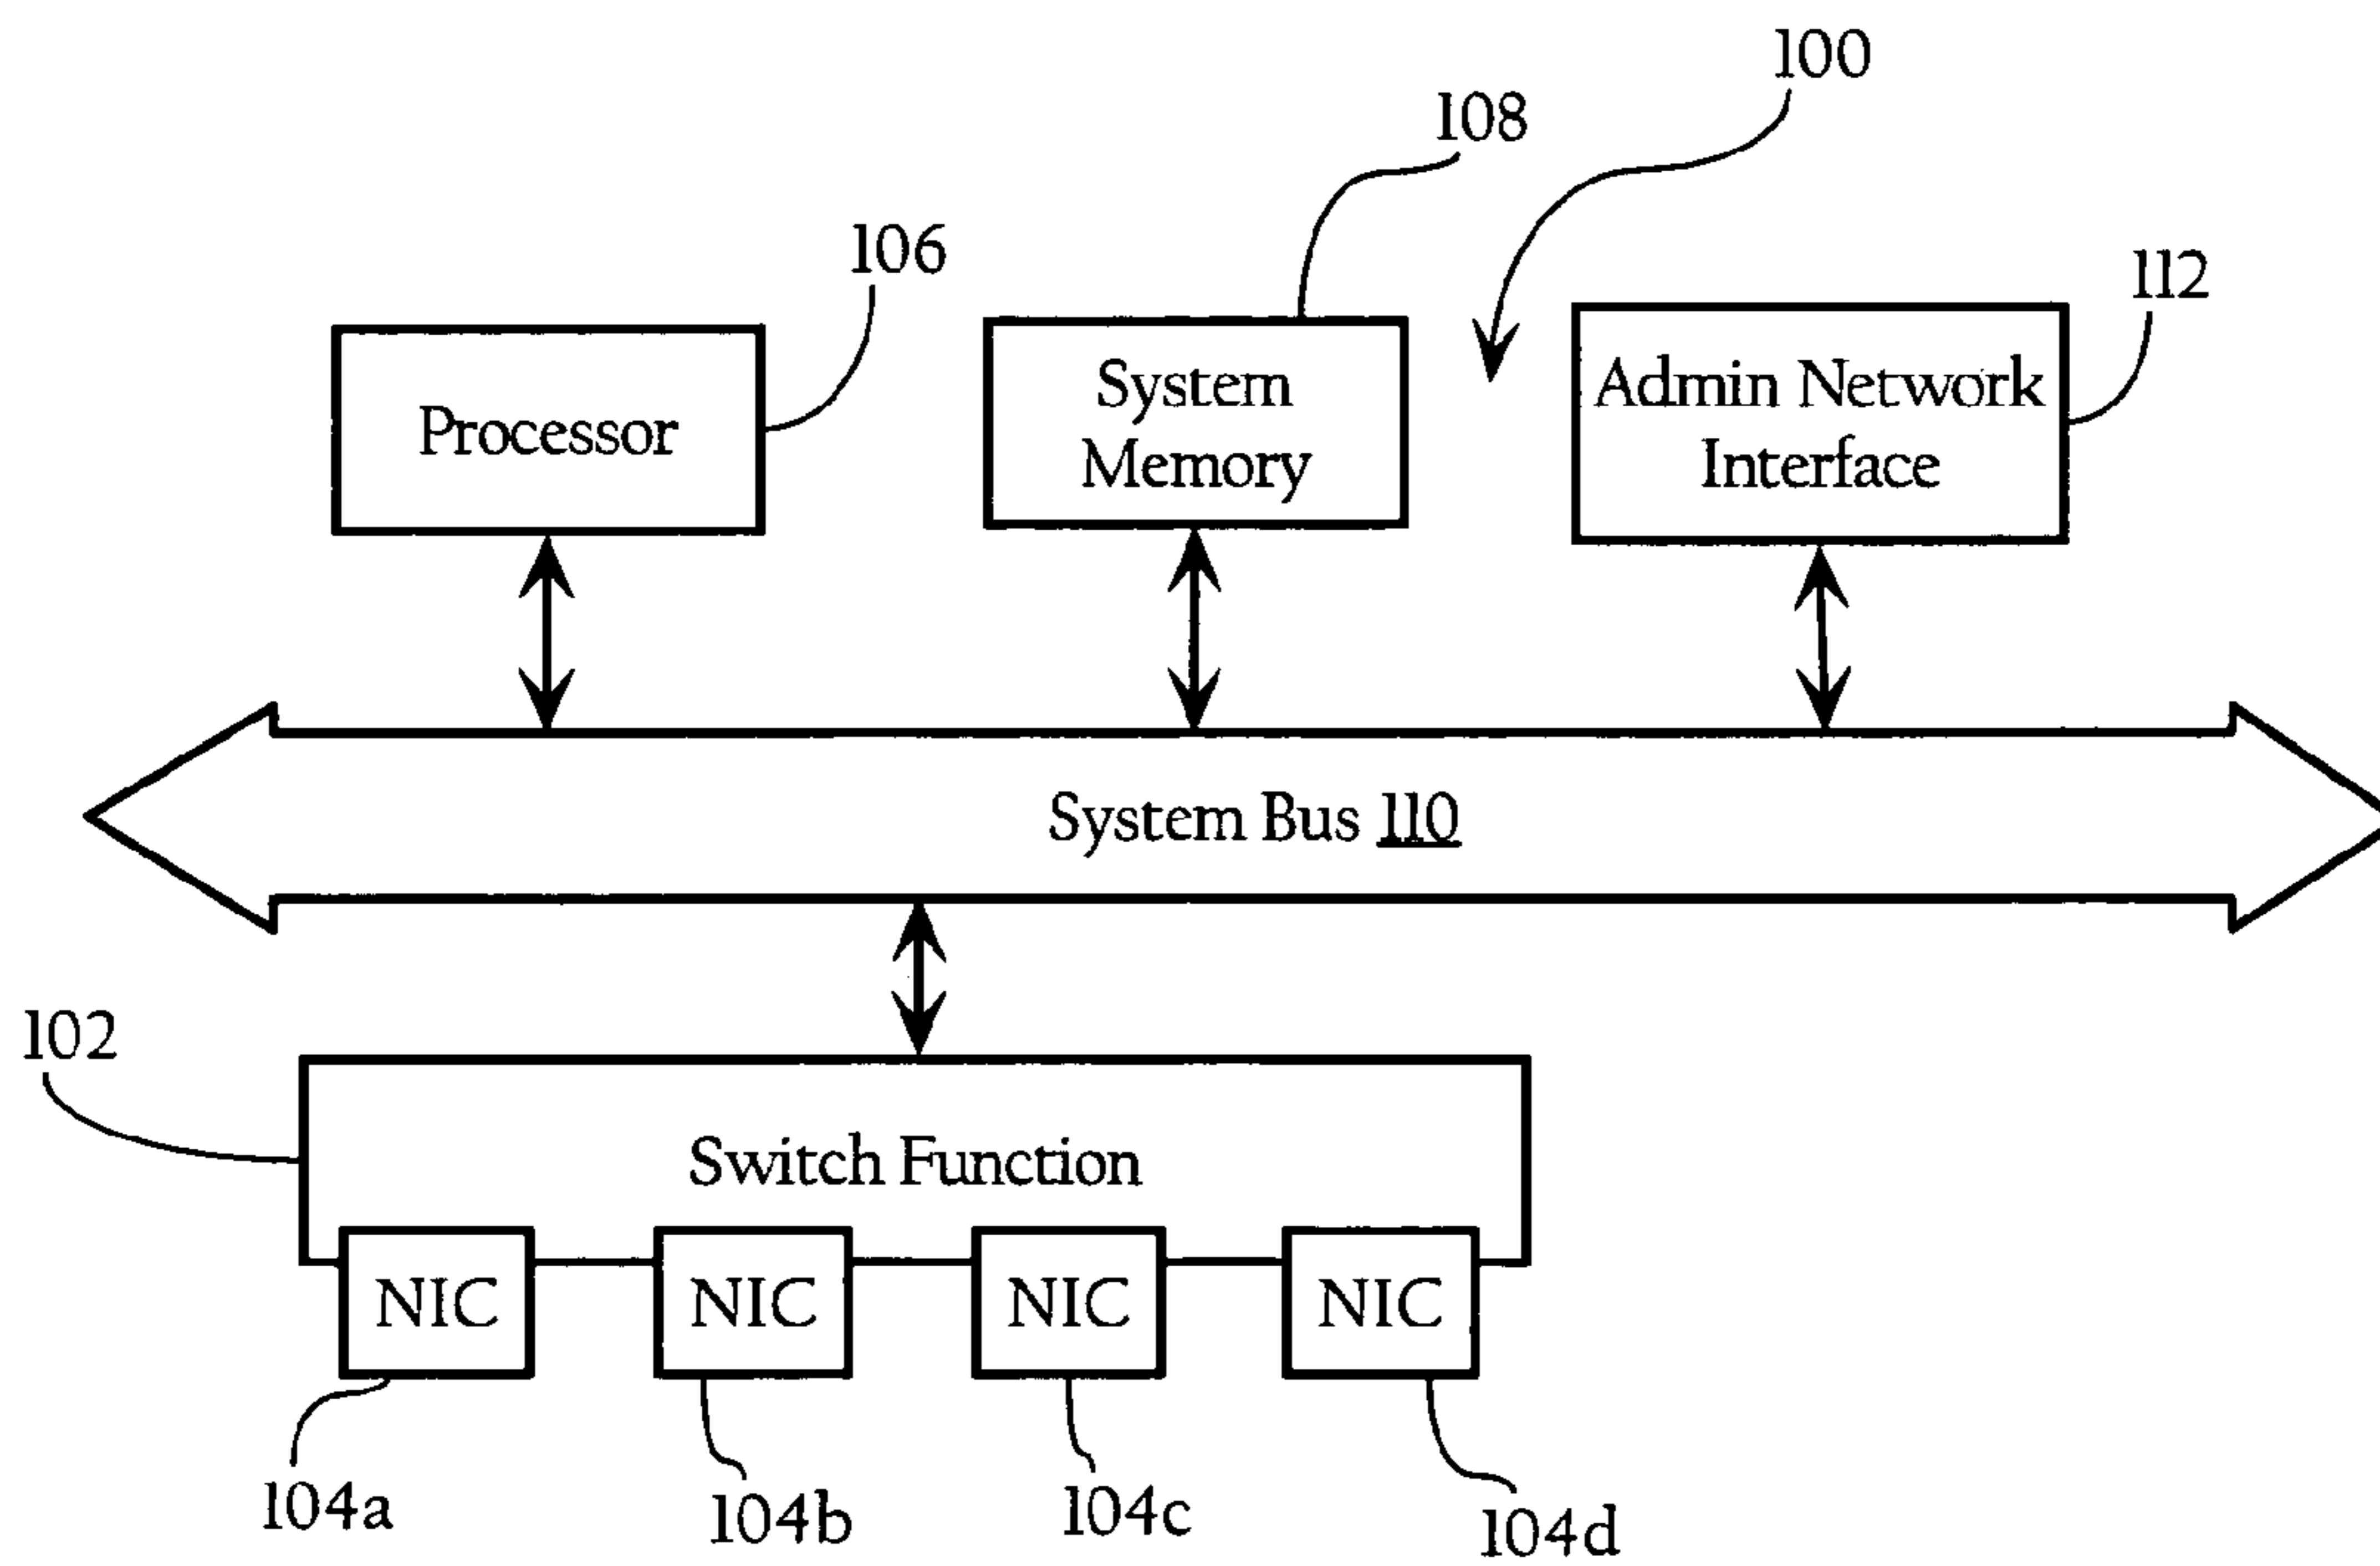 100
108
106
112
Processor
System
Memory
Admin Network
Interface
System Bus 110
102
Switch Function
NIC
NIC
NIC
NIC
104a
104b
104c
104d